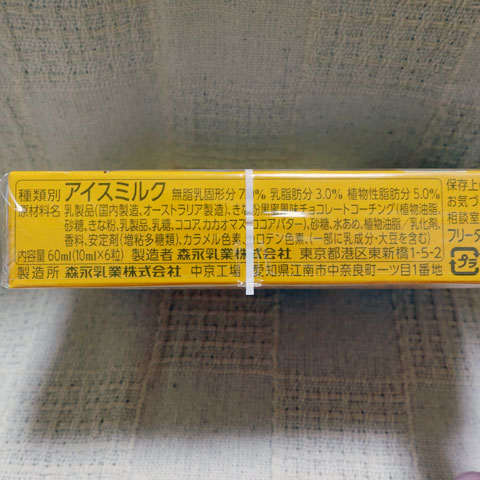 種類別 アイスミルク 無脂乳固形分 7.0% 乳脂肪分 3.0% 植物性脂肪分 5.0%
原材料名 乳製品(国内製造、オーストラリア製造)、きなこ黒蜜風味チョコレートコーチング(植物油脂、
砂糖、きな粉、乳製品、乳糖、ココア、カカオマス、ココアバター)、砂糖、水あめ、植物油脂/乳化剤、
香料、安定剤(増粘多糖類)、カラメル色素、カロテン色素、(一部に乳成分・大豆を含む)
内容量 60ml(10ml×6粒) 製造者 森永乳業株式会社 東京都港区東新橋1-5-2
製造所 森永乳業株式会社 中京工場 愛知県江南市中奈良町一ツ目1番地
保存上
お気づ
相談室
フリーダ
プラ